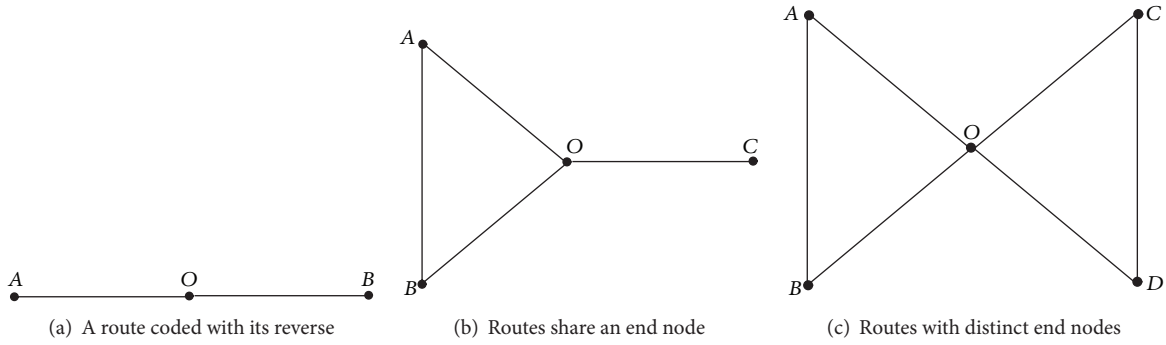 A
O
B
(a) A route coded with its reverse
A
O
C
B
(b) Routes share an end node
A
C
O
B
D
(c) Routes with distinct end nodes